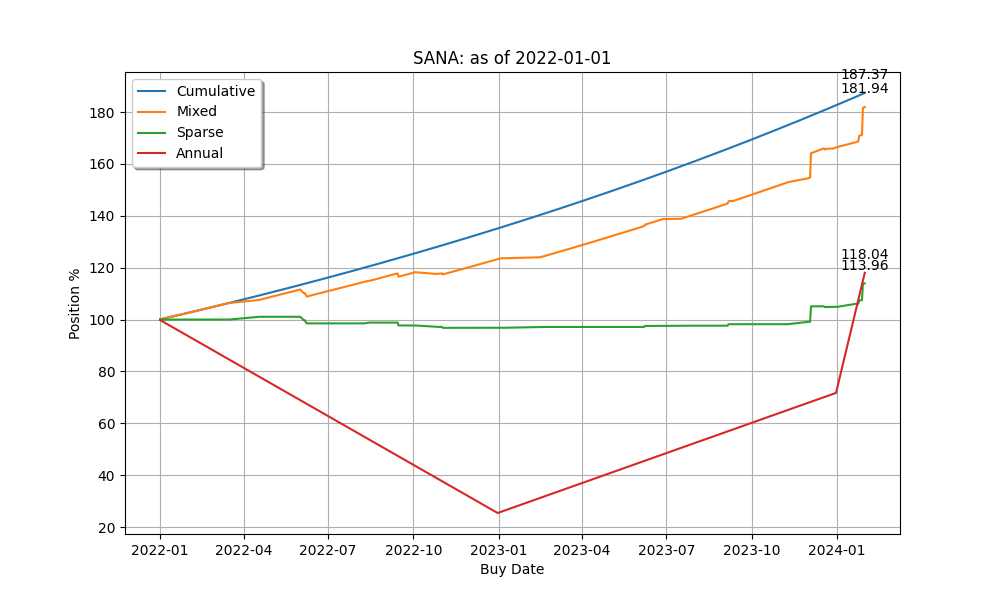 SANA: as of 2022-01-01
187.37
181.94
118.04
113.96
Cumulative
Mixed
Sparse
Annual
Position %
180
160
140
120
100
80
60
40
20
2022-01 2022-04 2022-07 2022-10 2023-01 2023-04 2023-07 2023-10 2024-01
Buy Date